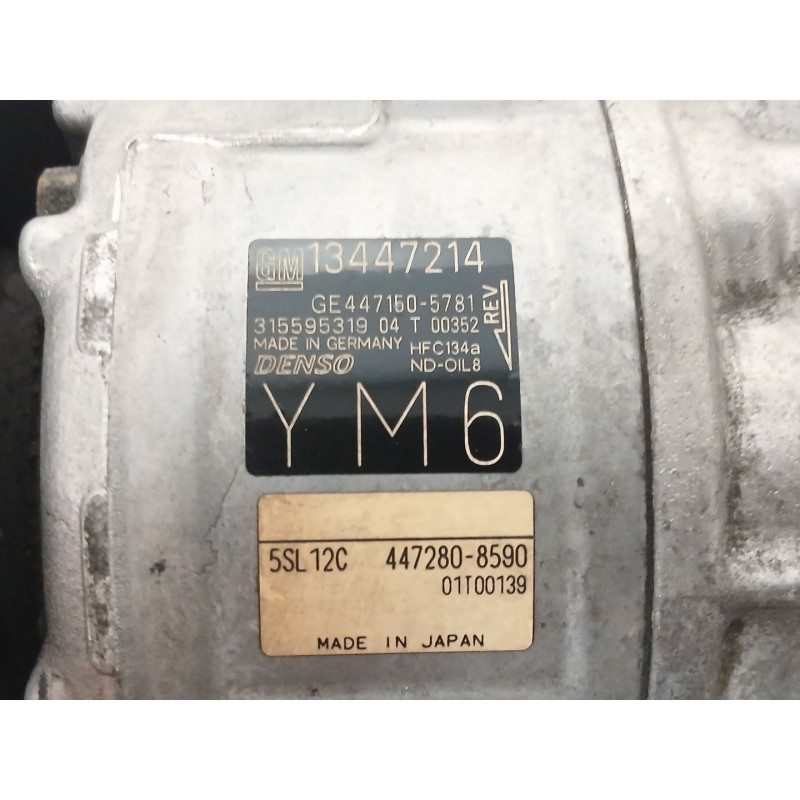 GM 13447214
GE447150-5781
315595319 04 T 00352
MADE IN GERMANY HFC134a
DENSO ND-OIL8
REV
YM6
5SL12C 447280-8590
01T00139
MADE IN JAPAN